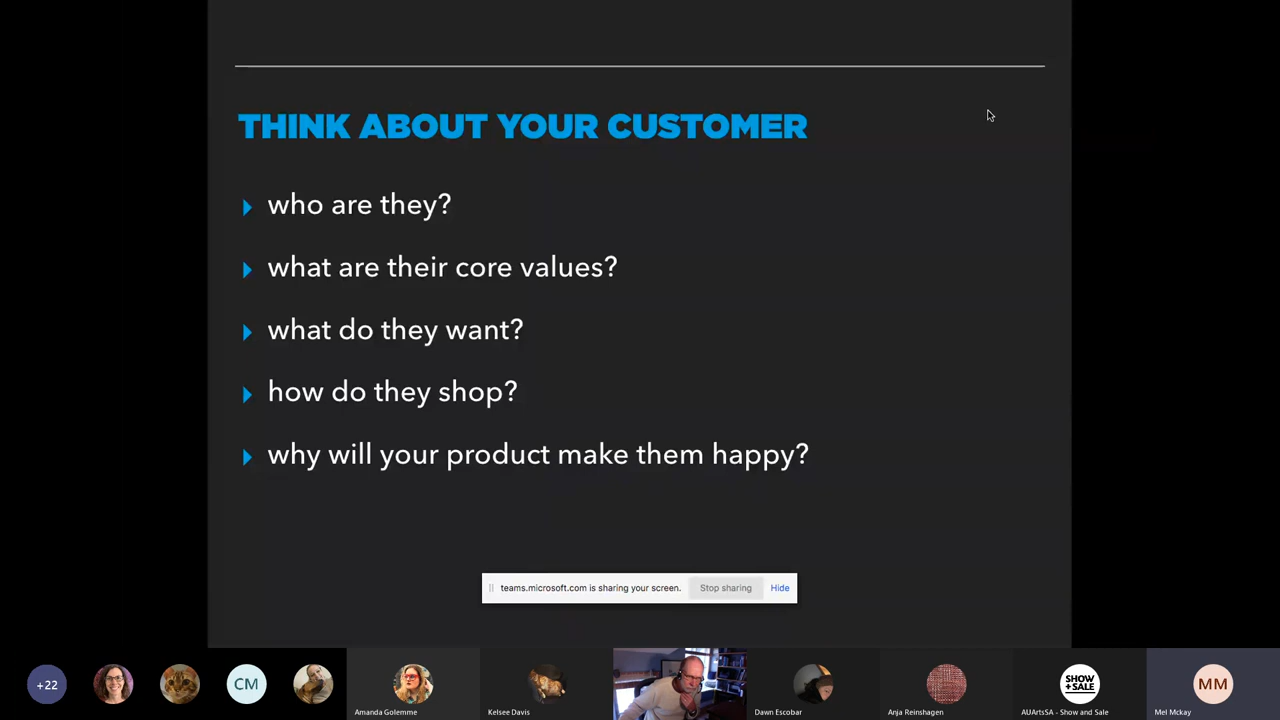 THINK ABOUT YOUR CUSTOMER
who are they?
what are their core values?
what do they want?
how do they shop?
why will your product make them happy?
teams.microsoft.com is sharing your screen. Stop sharing Hide
+22
CM
SHOW
+SALE
MM
Amanda Golemme
Kelsee Davis
Dawn Escobar
Anja Reinshagen
AUArtsSA - Show and Sale
Mel Mckay